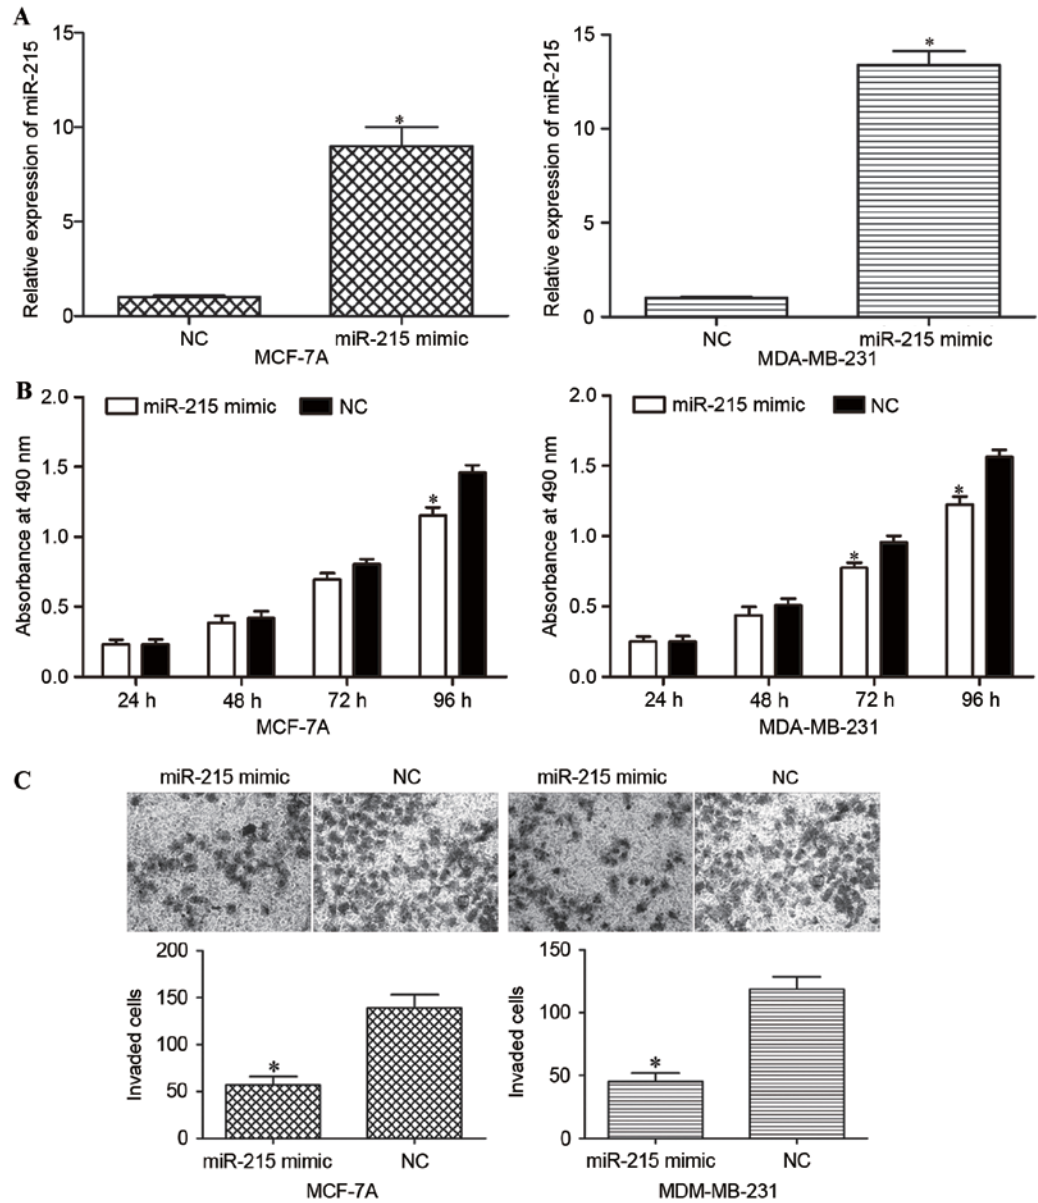 A
Relative expression of miR-215
15
10
5
0
*
NC
miR-215 mimic
MCF-7A
Relative expression of miR-215
15
10
5
0
*
NC
miR-215 mimic
MDA-MB-231
B
Absorbance at 490 nm
2.0
1.5
1.0
0.5
0.0
miR-215 mimic
NC
*
24 h
48 h
72 h
96 h
MCF-7A
Absorbance at 490 nm
2.0
1.5
1.0
0.5
0.0
miR-215 mimic
NC
*
*
24 h
48 h
72 h
96 h
MDA-MB-231
C
miR-215 mimic
NC
miR-215 mimic
NC
Invaded cells
200
150
100
50
0
*
miR-215 mimic
NC
MCF-7A
Invaded cells
150
100
50
0
*
miR-215 mimic
NC
MDM-MB-231